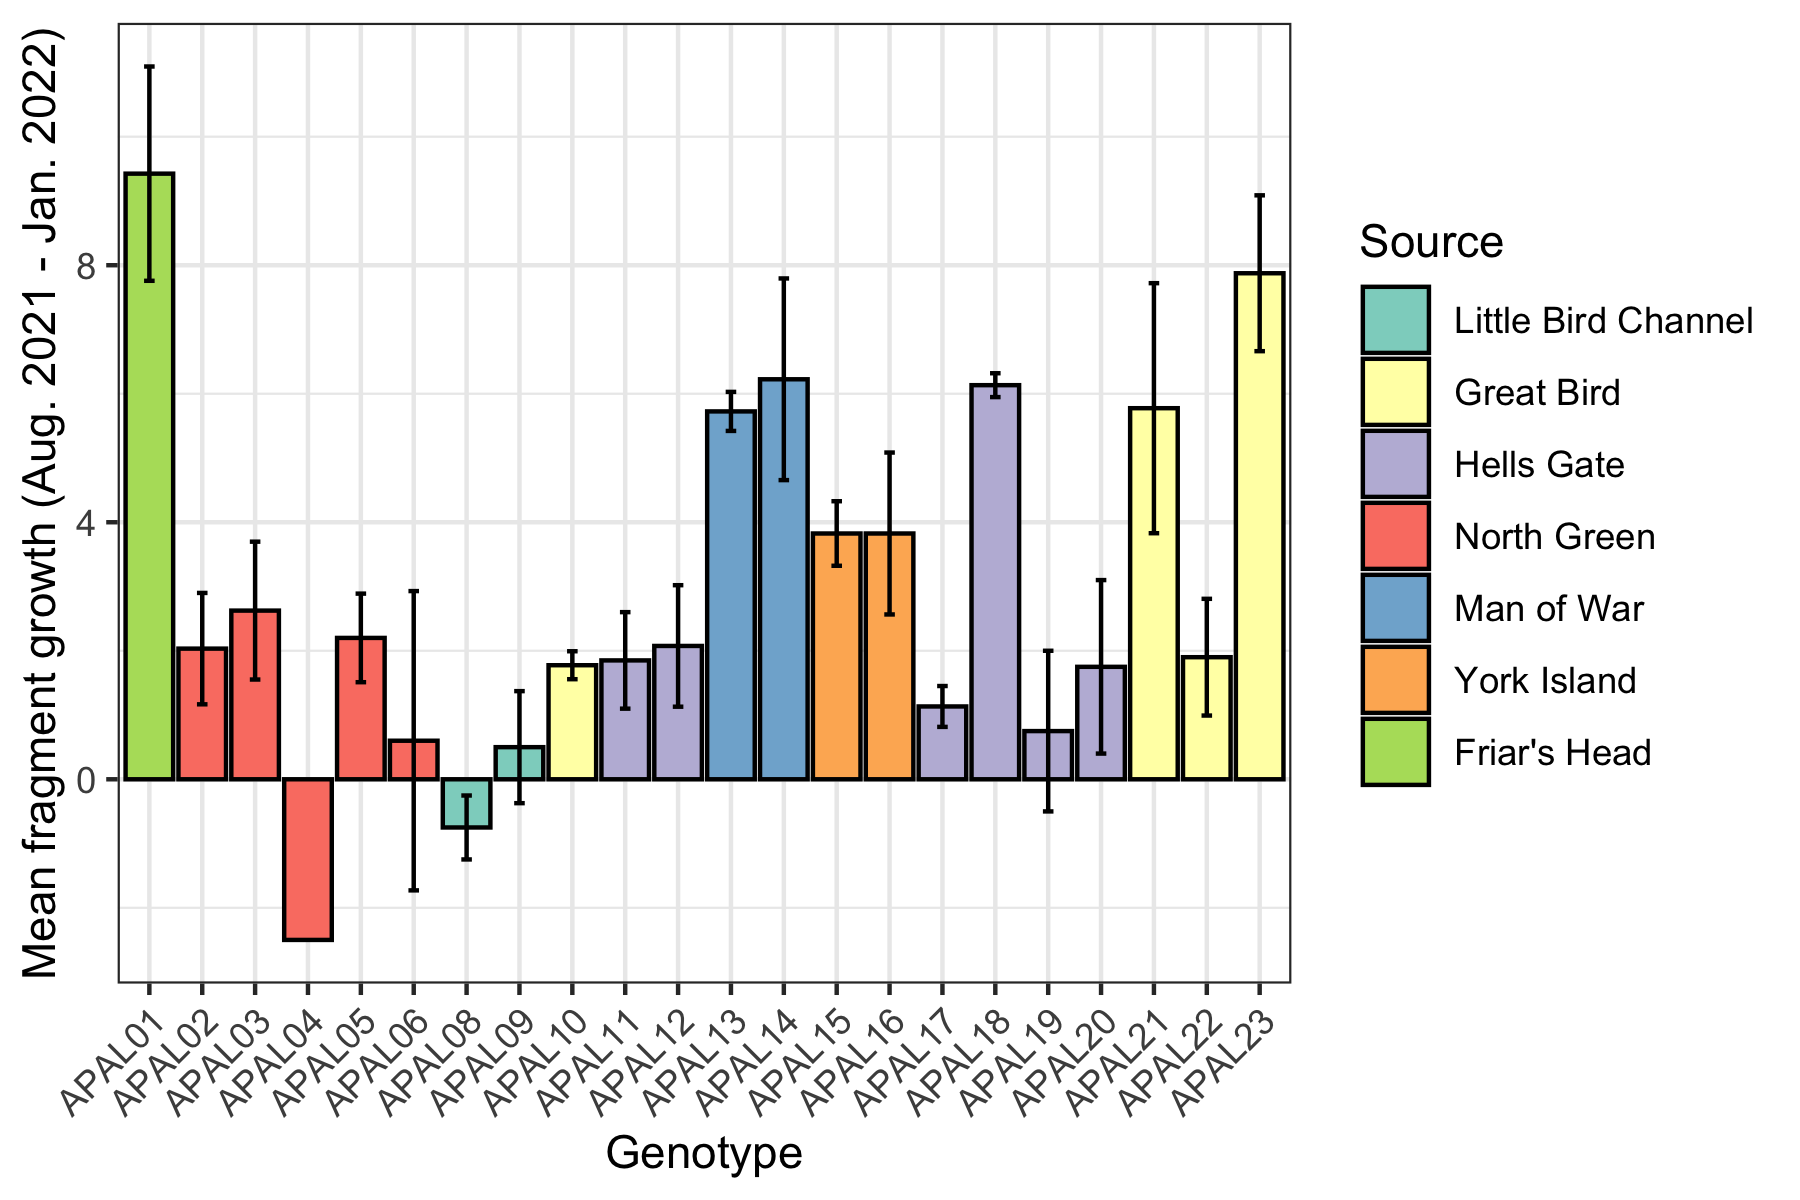 Mean fragment growth (Aug. 2021 - Jan. 2022)
8
4
0
APAL01
APAL02
APAL03
APAL04
APAL05
APAL06
APAL08
APAL09
APAL10
APAL11
APAL12
APAL13
APAL14
APAL15
APAL16
APAL17
APAL18
APAL19
APAL20
APAL21
APAL22
APAL23
Genotype
Source
Little Bird Channel
Great Bird
Hells Gate
North Green
Man of War
York Island
Friar's Head